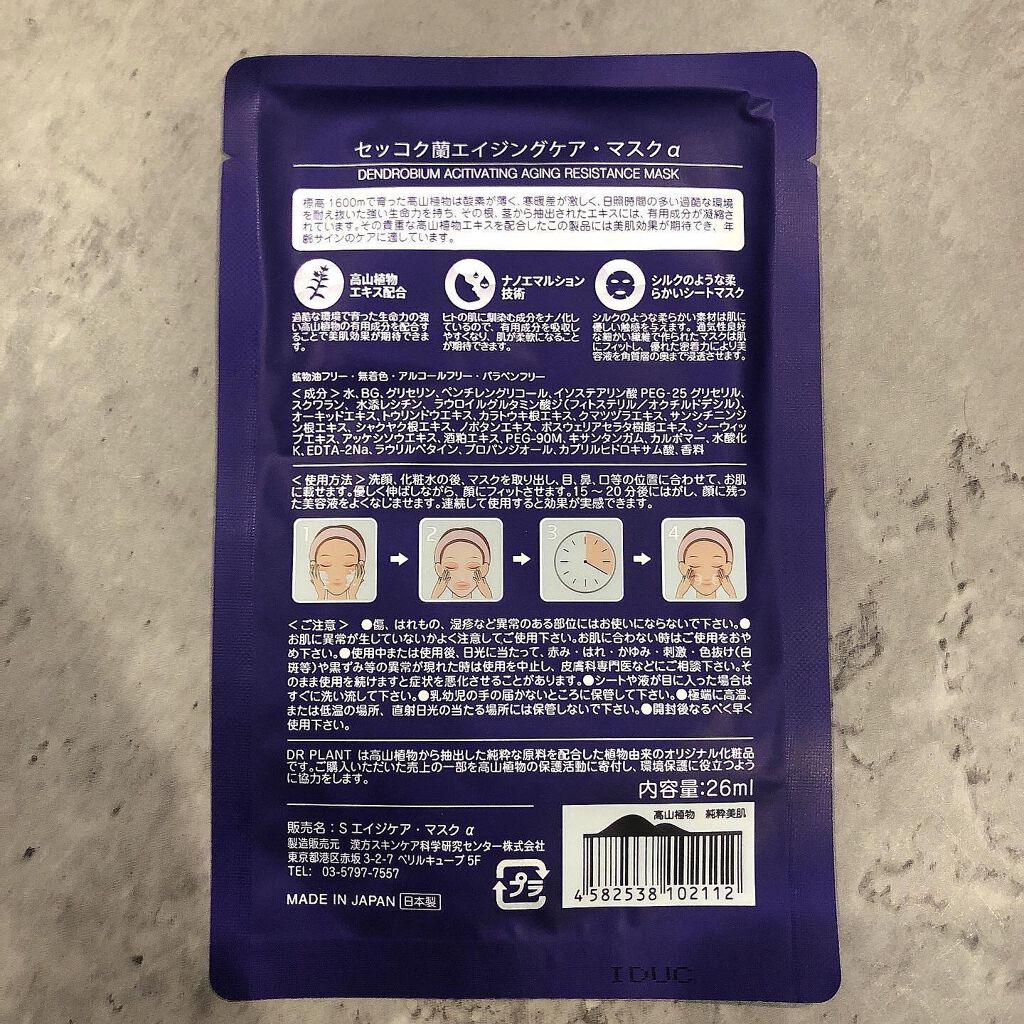 セッコク蘭エイジングケア・マスクα
DENDROBIUM ACITIVATING AGING RESISTANCE MASK
標高1600mで育った高山植物は酸素が薄く、寒暖差が激しく、日照時間の多い過酷な環境
を耐え抜いた強い生命力を持ち、その根、茎から抽出されたエキスには、有用成分が凝縮さ
れています。その貴重な高山植物エキスを配合したこの製品には美肌効果が期待でき、年
齢サインのケアに適しています。
高山植物
エキス配合
過酷な環境で育った生命力の強
い高山植物の有用成分を配合す
ることで美肌効果が期待できま
す。
ナノエマルション
技術
ヒトの肌に馴染む成分をナノ化し
ているので、有用成分を吸収し
やすくなり、肌が柔軟になること
が期待できます。
シルクのような柔
らかいシートマスク
シルクのような柔らかい素材は肌に
優しい触感を与えます。通気性良好
な細かい繊維で作られたマスクは肌
にフィットし、優れた密着力により美
容液を角質層の奥まで浸透させます。
鉱物油フリー・無着色・アルコールフリー・パラベンフリー
<成分>水、BG、グリセリン、ペンチレングリコール、イソステアリン酸PEG-25グリセリル、
スクワラン、水添レシチン、ラウロイルグルタミン酸ジ(フィトステリル/オクチルドデシル)、
オーキッドエキス、トウリンドウエキス、カラトウキ根エキス、クマツヅラエキス、サンシチニンジ
ン根エキス、シャクヤク根エキス、ノボタンエキス、ボスウェリアセラタ樹脂エキス、シーウィッ
プエキス、アッケシソウエキス、酒粕エキス、PEG-90M、キサンタンガム、カルボマー、水酸化
K、EDTA-2Na、ラウリルベタイン、プロパンジオール、カプリルヒドロキサム酸、香料
<使用方法>洗顔、化粧水の後、マスクを取り出し、目、鼻、口等の位置に合わせて、お肌
に載せます。優しく伸ばしながら、顔にフィットさせます。15～20分後にはがし、顔に残っ
た美容液をよくなじませます。連続して使用すると効果が実感できます。
1
2
3
4
<ご注意>●傷、はれもの、湿疹など異常のある部位にはお使いにならないで下さい。●
お肌に異常が生じていないかよく注意してご使用下さい。お肌に合わない時はご使用をおや
め下さい。●使用中または使用後、日光に当たって、赤み・はれ・かゆみ・刺激・色抜け(白
斑等)や黒ずみ等の異常が現れた時は使用を中止し、皮膚科専門医などにご相談下さい。そ
のまま使用を続けますと症状を悪化させることがあります。●シートや液が目に入った場合は
すぐに洗い流して下さい。●乳幼児の手の届かないところに保管して下さい。●極端に高温、
または低温の場所、直射日光の当たる場所には保管しないで下さい。●開封後なるべく早く
使用下さい。
DR PLANT は高山植物から抽出した純粋な原料を配合した植物由来のオリジナル化粧品
です。ご購入いただいた売上の一部を高山植物の保護活動に寄付し、環境保護に役立つよう
に協力をします。
内容量:26ml
販売名:S エイジケア・マスク α
製造販売元 漢方スキンケア科学研究センター株式会社
東京都港区赤坂 3-2-7 ベリルキューブ 5F
TEL: 03-5797-7557
MADE IN JAPAN 日本製
プラ
高山植物 純粋美肌
4 582538 102112